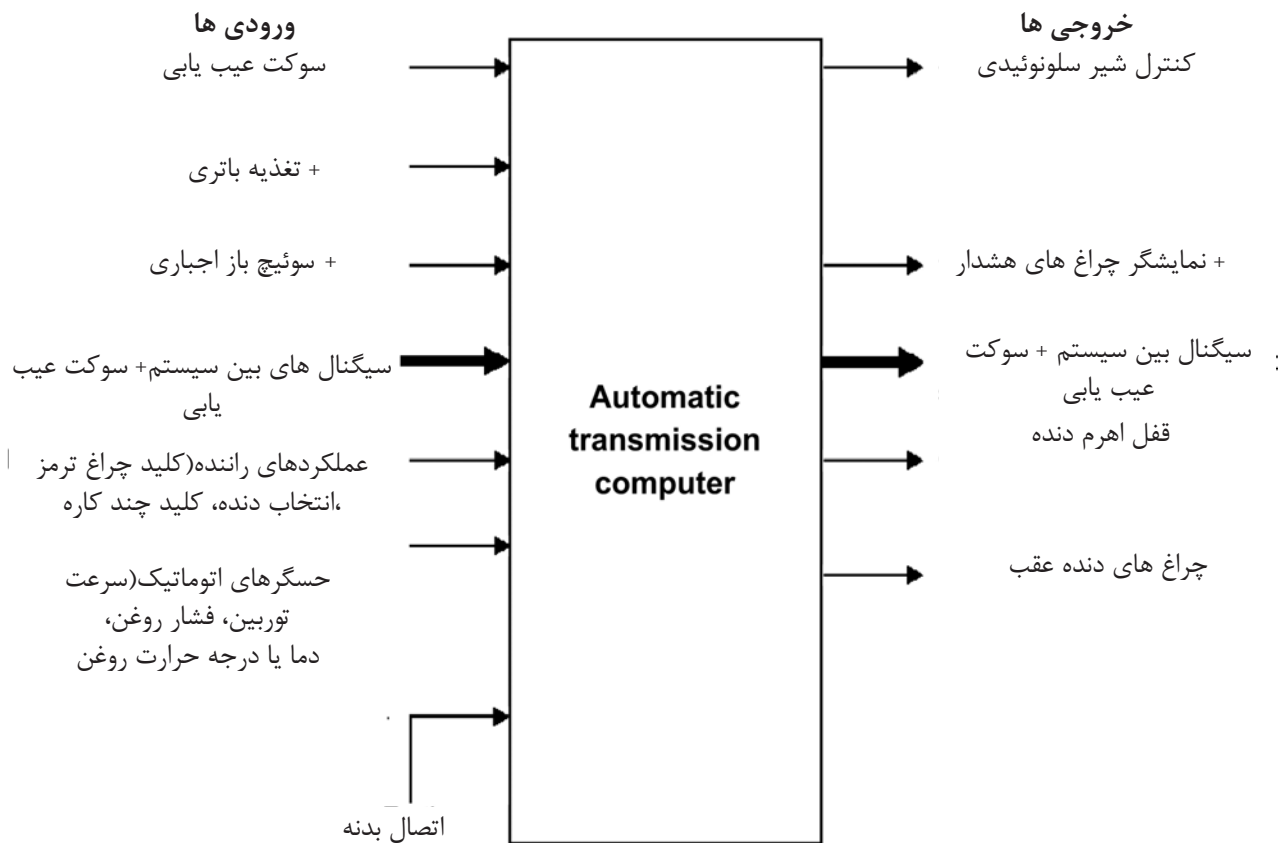 ورودی ها
سوکت عیب یابی
+ تغذیه باتری
+ سوئیچ باز اجباری
سیگنال های بین سیستم+ سوکت عیب
یابی
عملکردهای راننده(کلید چراغ ترمز
،انتخاب دنده، کلید چند کاره
حسگرهای اتوماتیک(سرعت
توربین، فشار روغن،
دما یا درجه حرارت روغن
اتصال بدنه
Automatic
transmission
computer
خروجی ها
کنترل شیر سلونوئیدی
+ نمایشگر چراغ های هشدار
سیگنال بین سیستم + سوکت
عیب یابی
قفل اهرم دنده
چراغ های دنده عقب